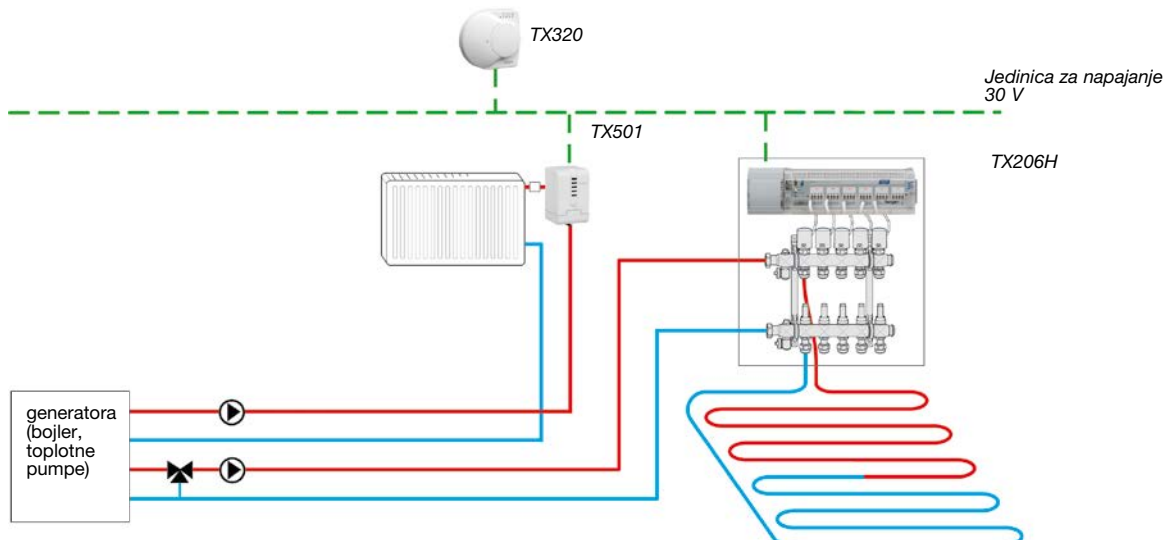 TX320
Jedinica za napajanje
30 V
TX501
TX206H
generatora
(bojler,
toplotne
pumpe)